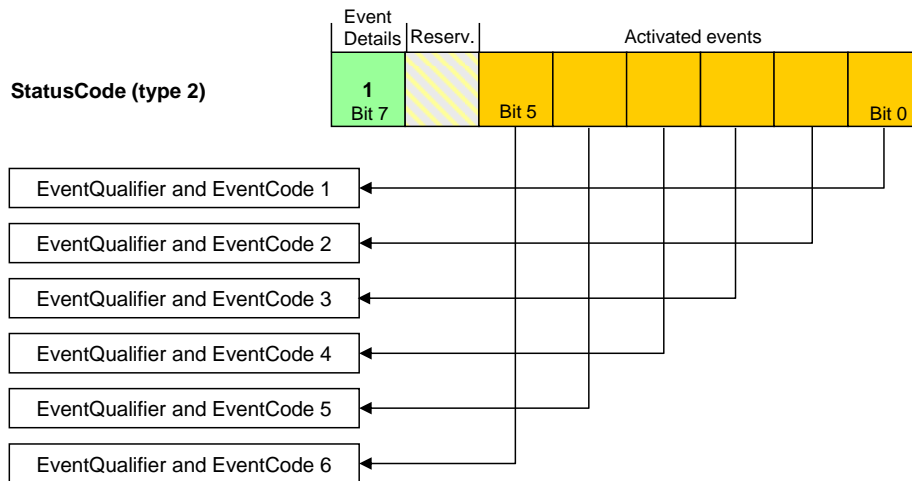 Event
Details
Reserv.
Activated events
StatusCode (type 2)
1
Bit 7
Bit 5
Bit 0
EventQualifier and EventCode 1
EventQualifier and EventCode 2
EventQualifier and EventCode 3
EventQualifier and EventCode 4
EventQualifier and EventCode 5
EventQualifier and EventCode 6